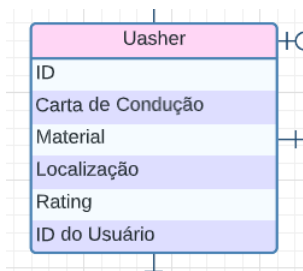 Uasher
ID
Carta de Condução
Material
Localização
Rating
ID do Usuário